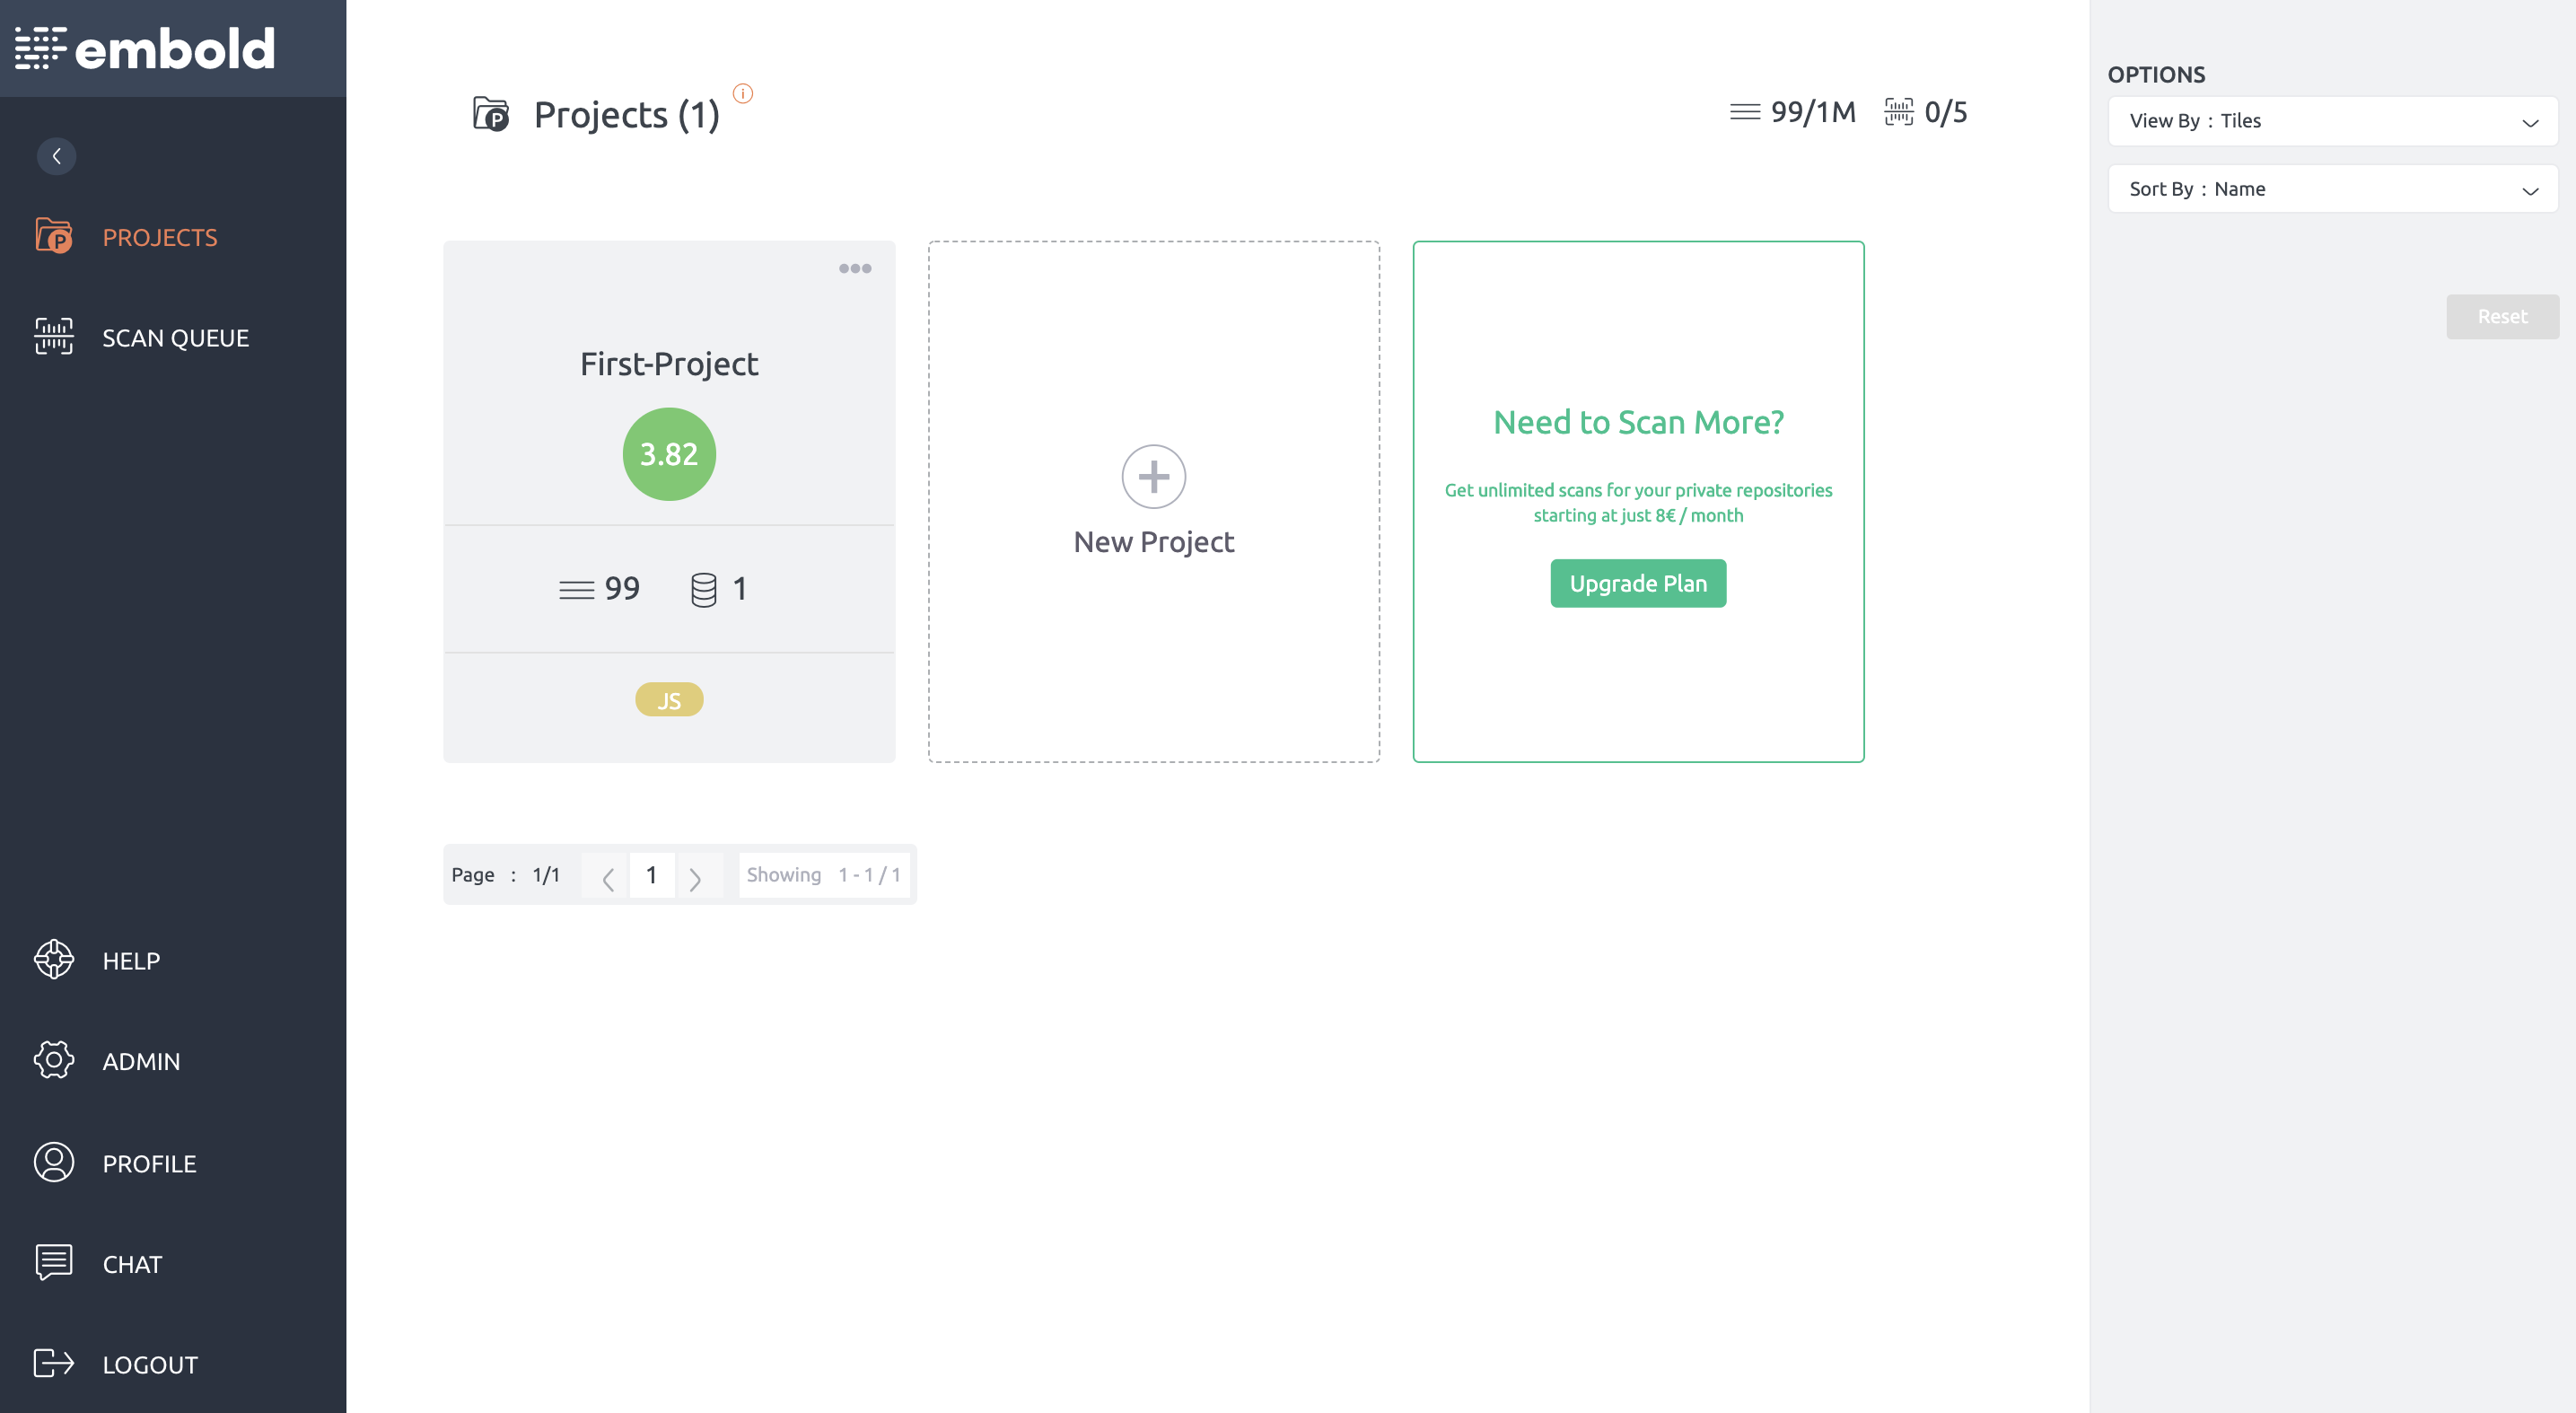 embold
PROJECTS
SCAN QUEUE
HELP
ADMIN
PROFILE
CHAT
LOGOUT
P Projects (1) i
99/1M 0/5
First-Project
3.82
99 1
JS
New Project
Need to Scan More?
Get unlimited scans for your private repositories
starting at just 8€ / month
Upgrade Plan
Page : 1/1 1 Showing 1 - 1 / 1
OPTIONS
View By : Tiles
Sort By : Name
Reset